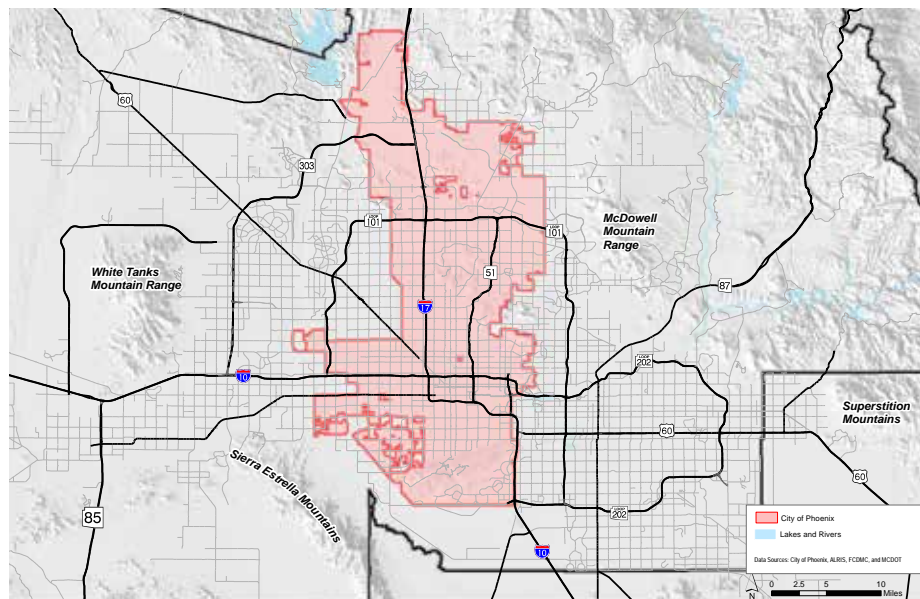 60
303
LOOP
101
LOOP
101
McDowell
Mountain
Range
51
White Tanks
Mountain Range
87
17
LOOP
202
10
Superstition
Mountains
60
Sierra Estrella Mountains
60
85
LOOP
202
City of Phoenix
Lakes and Rivers
10
Data Sources: City of Phoenix, ALRIS, FCDMC, and MCDOT
0 2.5 5 10
Miles
N